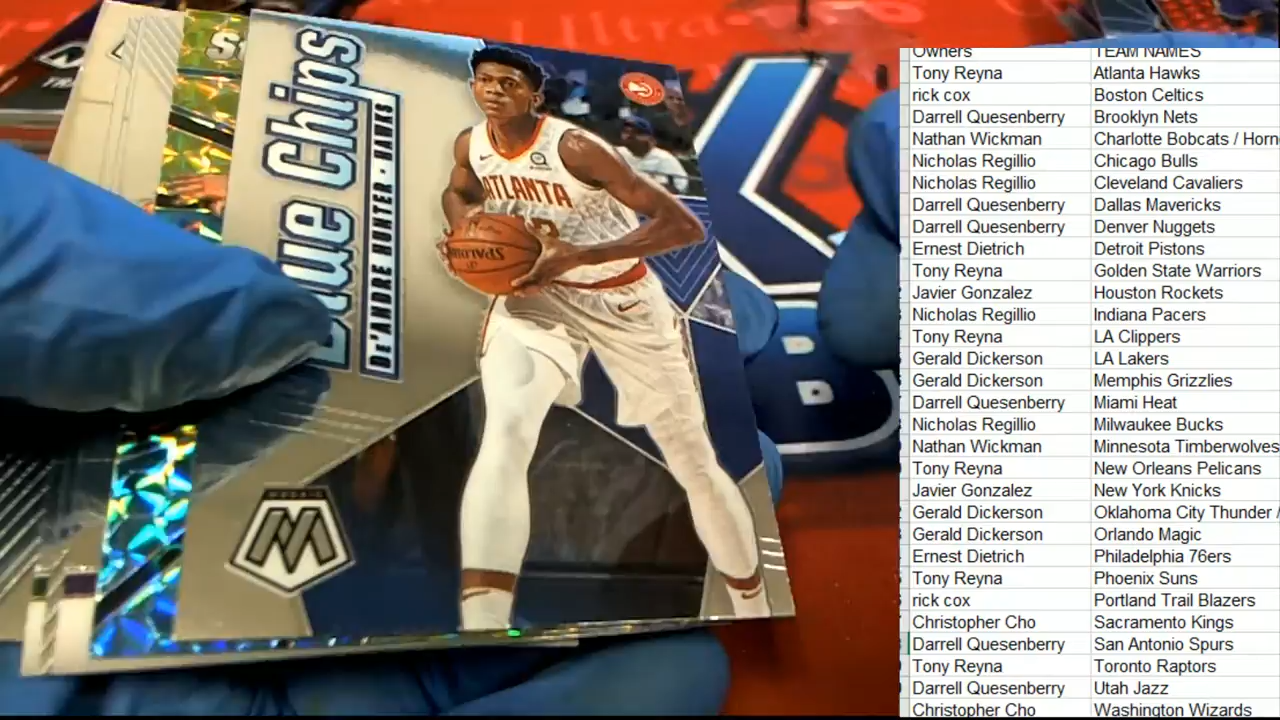 Blue Chips
DE'ANDRE HUNTER • HAWKS
ATLANTA
SPALDING
MOSAIC
Owners TEAM NAMES
Tony Reyna Atlanta Hawks
rick cox Boston Celtics
Darrell Quesenberry Brooklyn Nets
Nathan Wickman Charlotte Bobcats / Horn
Nicholas Regillio Chicago Bulls
Nicholas Regillio Cleveland Cavaliers
Darrell Quesenberry Dallas Mavericks
Darrell Quesenberry Denver Nuggets
Ernest Dietrich Detroit Pistons
Tony Reyna Golden State Warriors
Javier Gonzalez Houston Rockets
Nicholas Regillio Indiana Pacers
Tony Reyna LA Clippers
Gerald Dickerson LA Lakers
Gerald Dickerson Memphis Grizzlies
Darrell Quesenberry Miami Heat
Nicholas Regillio Milwaukee Bucks
Nathan Wickman Minnesota Timberwolves
Tony Reyna New Orleans Pelicans
Javier Gonzalez New York Knicks
Gerald Dickerson Oklahoma City Thunder /
Gerald Dickerson Orlando Magic
Ernest Dietrich Philadelphia 76ers
Tony Reyna Phoenix Suns
rick cox Portland Trail Blazers
Christopher Cho Sacramento Kings
Darrell Quesenberry San Antonio Spurs
Tony Reyna Toronto Raptors
Darrell Quesenberry Utah Jazz
Christopher Cho Washington Wizards